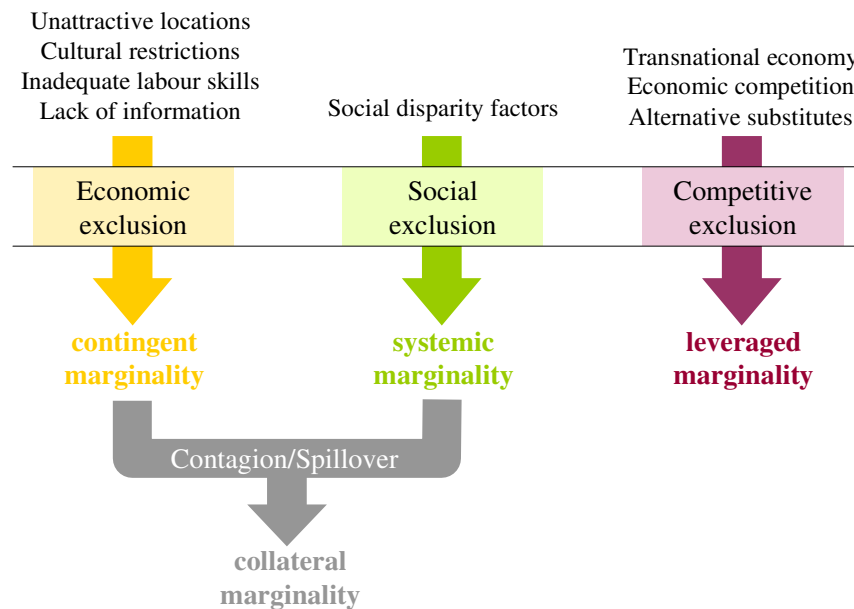 Unattractive locations
Cultural restrictions
Inadequate labour skills
Lack of information
Social disparity factors
Transnational economy
Economic competition
Alternative substitutes
Economic
exclusion
Social
exclusion
Competitive
exclusion
contingent
marginality
systemic
marginality
leveraged
marginality
Contagion/Spillover
collateral
marginality